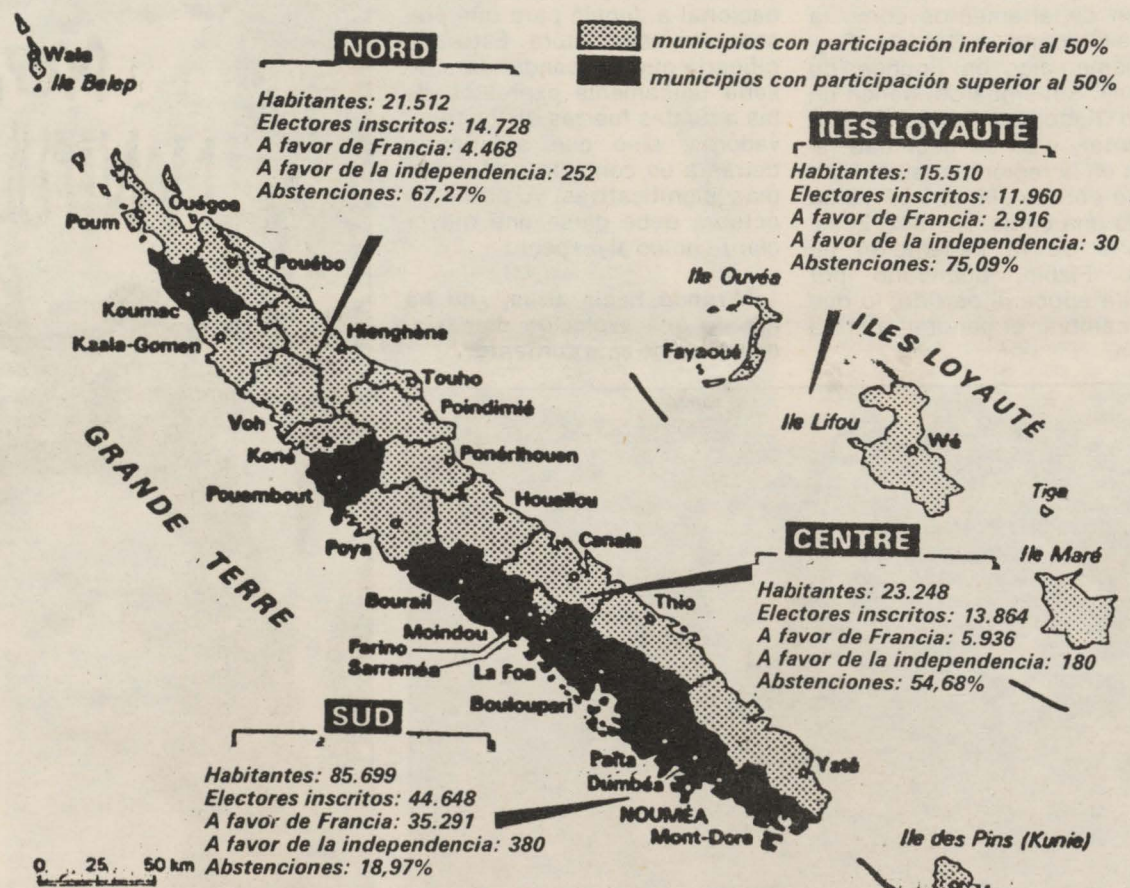 Wala
Ile Belep
NORD
Habitantes: 21.512
Electores inscritos: 14.728
A favor de Francia: 4.468
A favor de la independencia: 252
Abstenciones: 67,27%
municipios con participación inferior al 50%
municipios con participación superior al 50%
ILES LOYAUTÉ
Habitantes: 15.510
Electores inscritos: 11.960
A favor de Francia: 2.916
A favor de la independencia: 30
Abstenciones: 75,09%
Poum
Ouégoa
Pouébo
Koumac
Kaala-Gomen
Hienghène
Touho
Poindimié
Voh
Koné
Ponérihouen
Pouembout
Houaïlou
Poya
Canala
GRANDE TERRE
Ile Ouvéa
Fayaoué
ILES LOYAUTÉ
Ile Lifou
Wé
Tiga
Ile Maré
CENTRE
Habitantes: 23.248
Electores inscritos: 13.864
A favor de Francia: 5.936
A favor de la independencia: 180
Abstenciones: 54,68%
Thio
Bourail
Moindou
Farino
Sarraméa
La Foa
Bouloupari
SUD
Habitantes: 85.699
Electores inscritos: 44.648
A favor de Francia: 35.291
A favor de la independencia: 380
Abstenciones: 18,97%
Païta
Dumbéa
NOUMÉA
Mont-Dore
Yaté
Ile des Pins (Kunie)
0 25 50 km